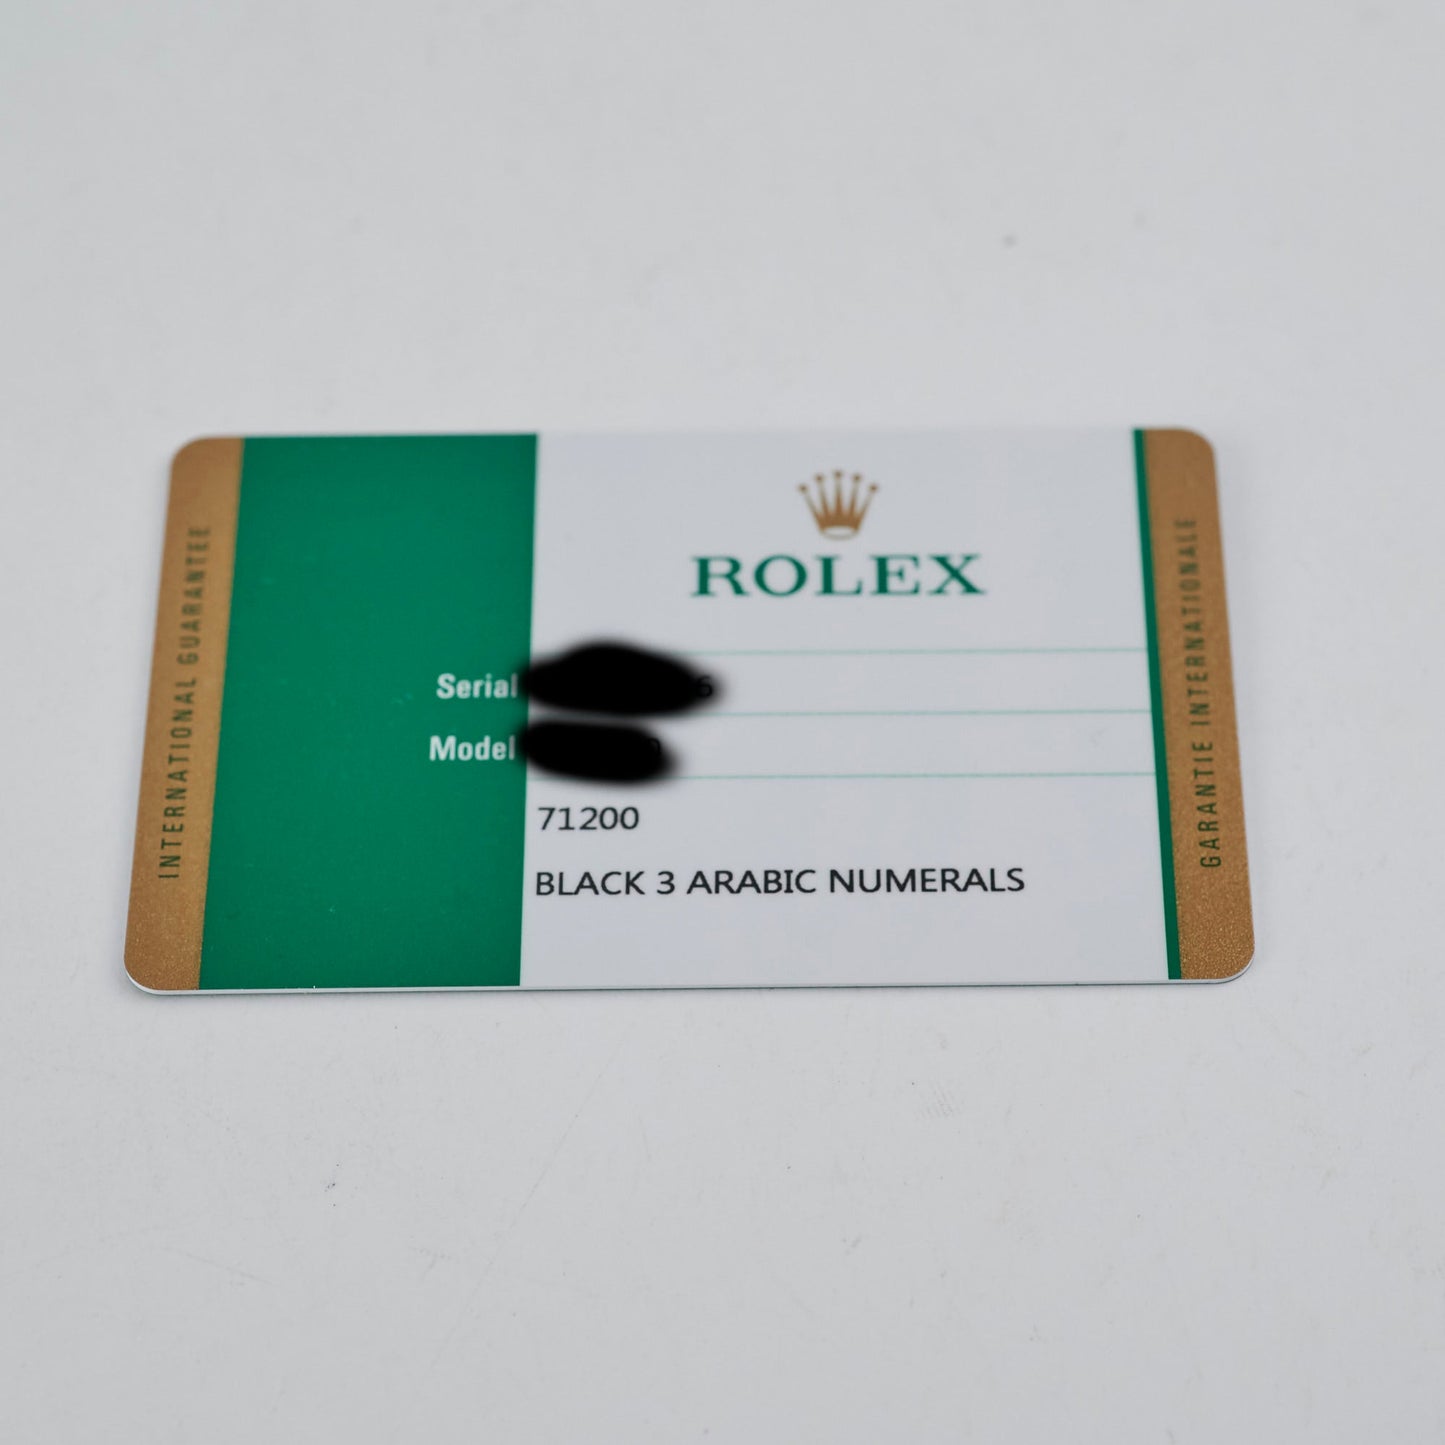 INTERNATIONAL GUARANTEE
ROLEX
Serial
Model
71200
BLACK 3 ARABIC NUMERALS
GARANTIE INTERNATIONALE